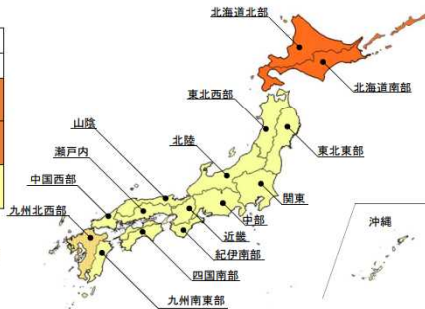 北海道北部
北海道南部
東北西部
山陰
北陸
東北東部
瀬戸内
中国西部
関東
九州北西部
中部
沖縄
近畿
紀伊南部
四国南部
九州南東部